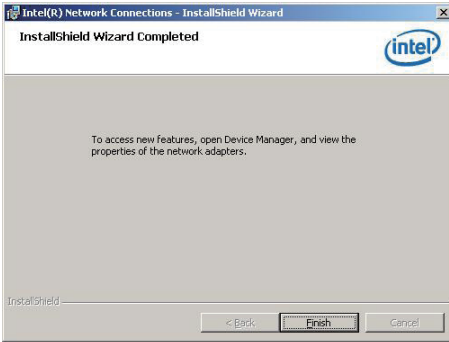 Intel(R) Network Connections - InstallShield Wizard
InstallShield Wizard Completed
intel
To access new features, open Device Manager, and view the
properties of the network adapters.
InstallShield
< Back
Finish
Cancel